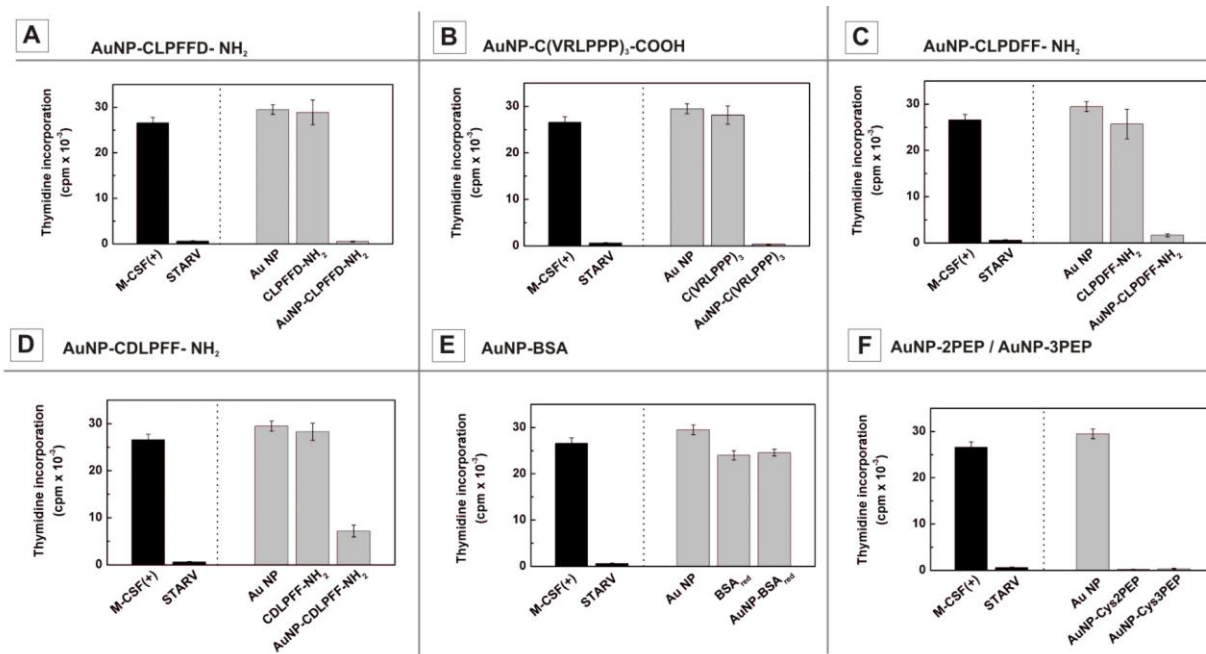 A AuNP-CLPFFD- NH₂
Thymidine incorporation
(cpm x 10⁻³)
30
20
10
0
M-CSF(+)
STARV
Au NP
CLPFFD-NH₂
AuNP-CLPFFD-NH₂
B AuNP-C(VRLPPP)₃-COOH
Thymidine incorporation
(cpm x 10⁻³)
30
20
10
0
M-CSF(+)
STARV
Au NP
C(VRLPPP)₃
AuNP-C(VRLPPP)₃
C AuNP-CLPDFF- NH₂
Thymidine incorporation
(cpm x 10⁻³)
30
20
10
0
M-CSF(+)
STARV
Au NP
CLPDFF-NH₂
AuNP-CLPDFF-NH₂
D AuNP-CDLPFF- NH₂
Thymidine incorporation
(cpm x 10⁻³)
30
20
10
0
M-CSF(+)
STARV
Au NP
CDLPFF-NH₂
AuNP-CDLPFF-NH₂
E AuNP-BSA
Thymidine incorporation
(cpm x 10⁻³)
30
20
10
0
M-CSF(+)
STARV
Au NP
BSAred
AuNP-BSAred
F AuNP-2PEP / AuNP-3PEP
Thymidine incorporation
(cpm x 10⁻³)
30
20
10
0
M-CSF(+)
STARV
Au NP
AuNP-Cys2PEP
AuNP-Cys3PEP